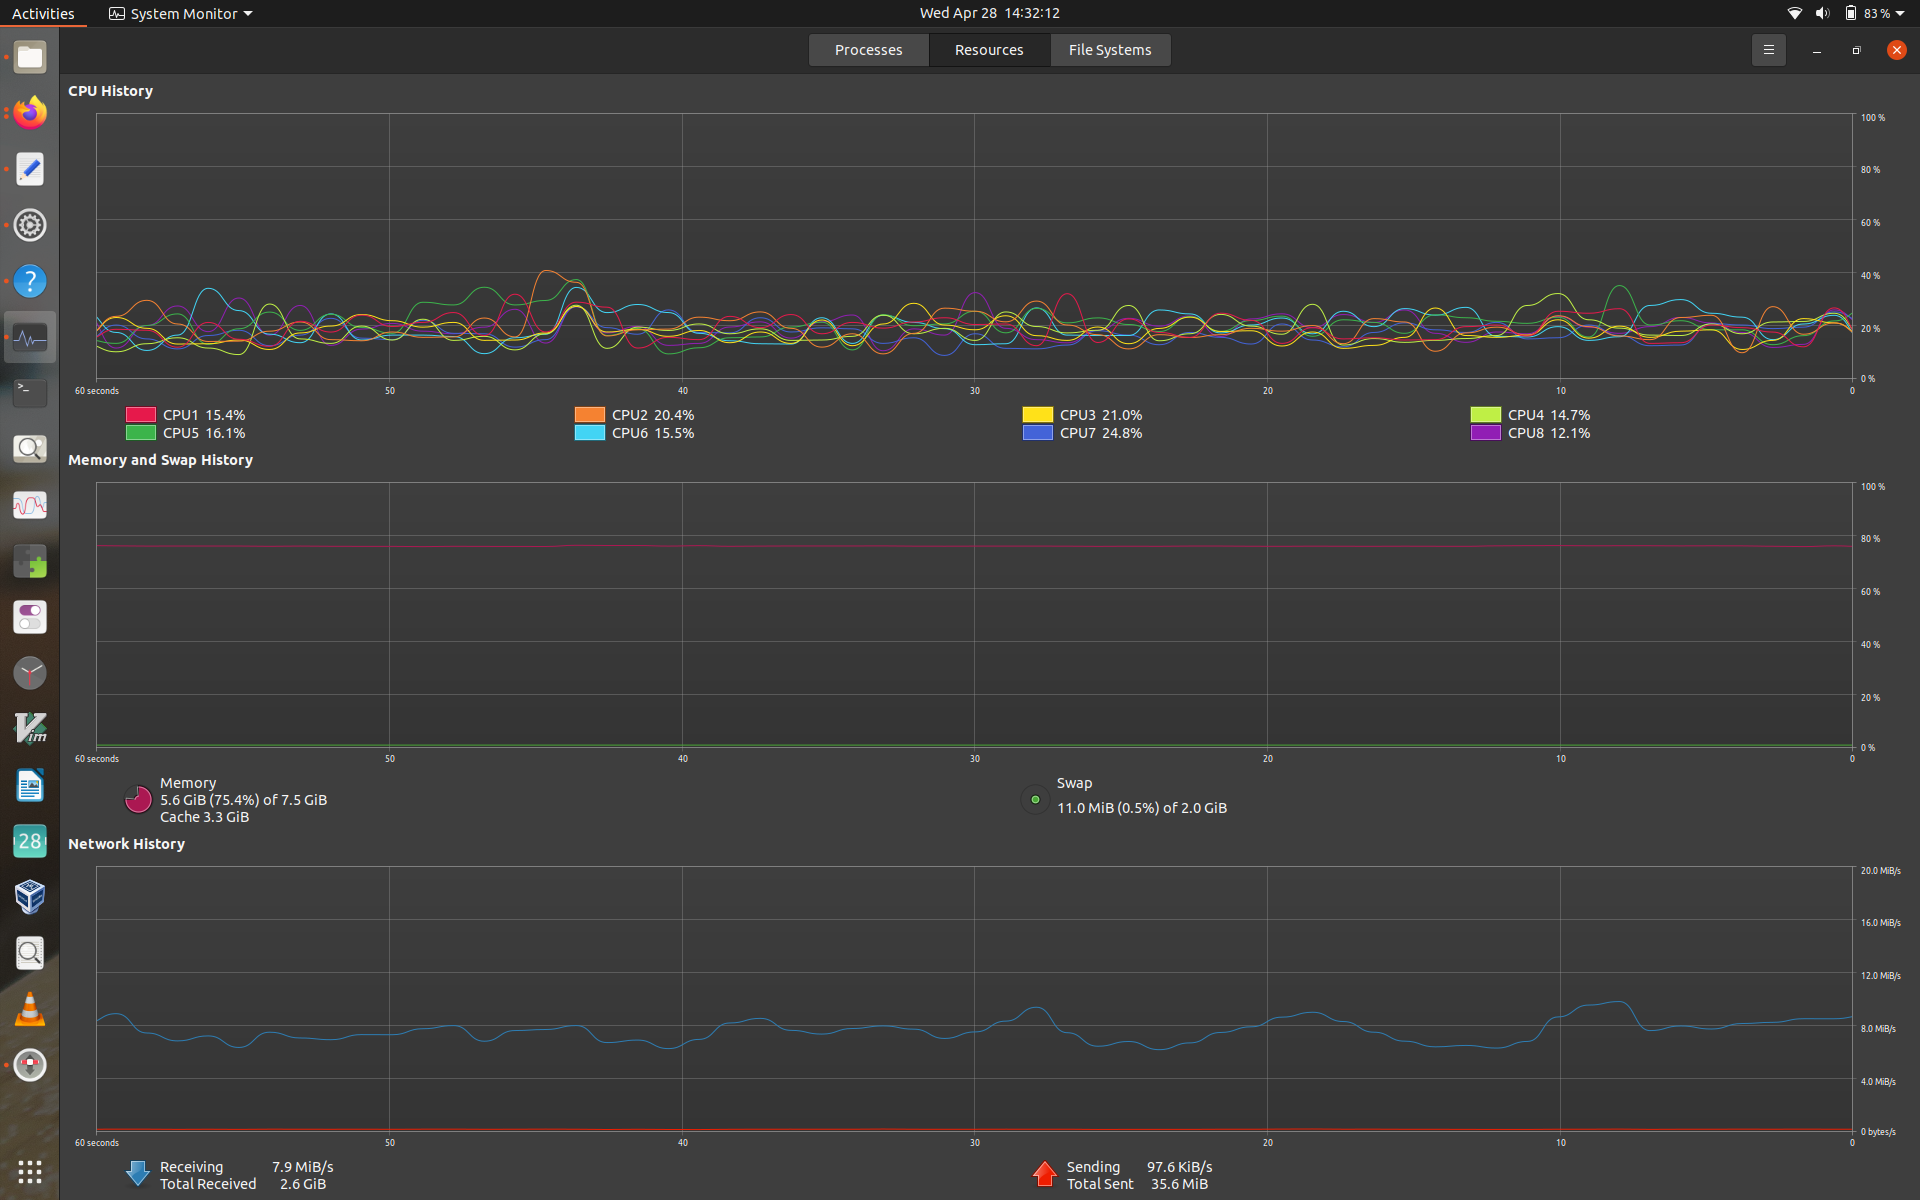 Activities
System Monitor
Wed Apr 28 14:32:12
83 %
Processes
Resources
File Systems
CPU History
100 %
80 %
60 %
40 %
20 %
0 %
60 seconds 50 40 30 20 10 0
CPU1 15.4% CPU2 20.4% CPU3 21.0% CPU4 14.7%
CPU5 16.1% CPU6 15.5% CPU7 24.8% CPU8 12.1%
Memory and Swap History
100 %
80 %
60 %
40 %
20 %
0 %
60 seconds 50 40 30 20 10 0
Memory
5.6 GiB (75.4%) of 7.5 GiB
Cache 3.3 GiB
Swap
11.0 MiB (0.5%) of 2.0 GiB
Network History
20.0 MiB/s
16.0 MiB/s
12.0 MiB/s
8.0 MiB/s
4.0 MiB/s
0 bytes/s
60 seconds 50 40 30 20 10 0
Receiving 7.9 MiB/s
Total Received 2.6 GiB
Sending 97.6 KiB/s
Total Sent 35.6 MiB
?
>_
Vim
28